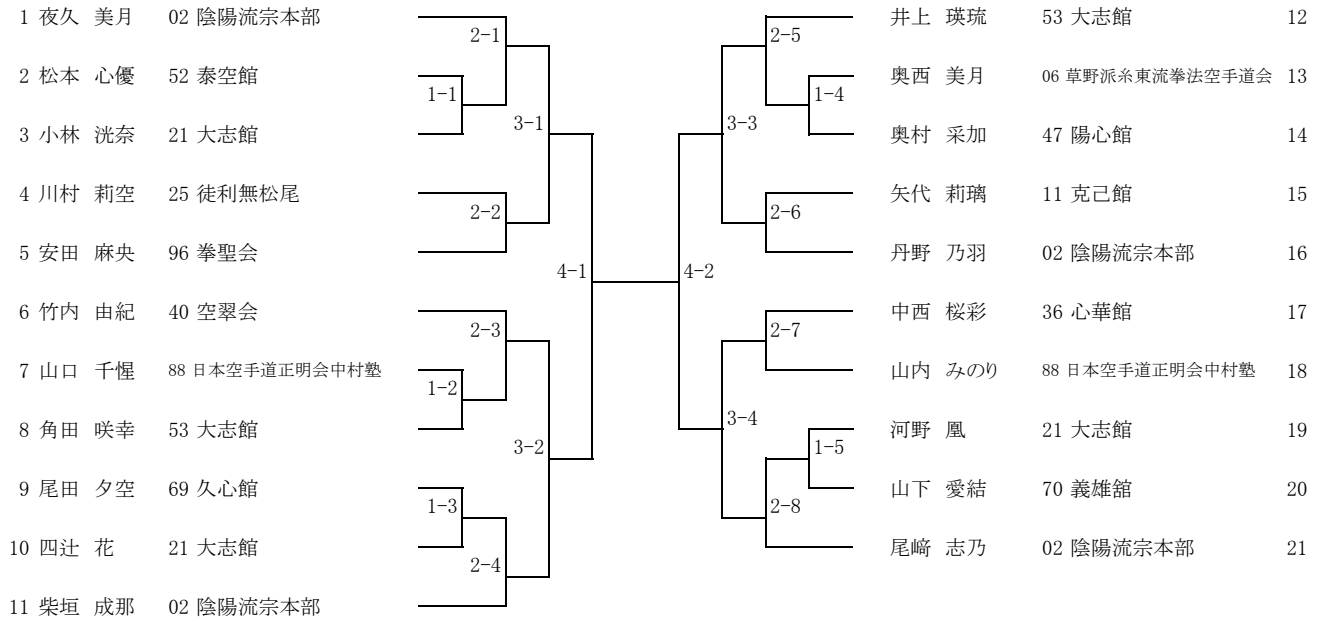 1 夜久 美月 02 陰陽流宗本部
2-1
2 松本 心優 52 泰空館
1-1
3 小林 洸奈 21 大志館
3-1
4 川村 莉空 25 徒利無松尾
2-2
5 安田 麻央 96 拳聖会
4-1
6 竹内 由紀 40 空翠会
2-3
7 山口 千惺 88 日本空手道正明会中村塾
1-2
8 角田 咲幸 53 大志館
3-2
9 尾田 夕空 69 久心館
1-3
10 四辻 花 21 大志館
2-4
11 柴垣 成那 02 陰陽流宗本部
井上 瑛琉 53 大志館 12
2-5
奥西 美月 06 草野派糸東流拳法空手道会 13
1-4
奥村 采加 47 陽心館 14
3-3
矢代 莉璃 11 克己館 15
2-6
丹野 乃羽 02 陰陽流宗本部 16
4-2
中西 桜彩 36 心華館 17
2-7
山内 みのり 88 日本空手道正明会中村塾 18
3-4
河野 凰 21 大志館 19
1-5
山下 愛結 70 義雄舘 20
2-8
尾﨑 志乃 02 陰陽流宗本部 21